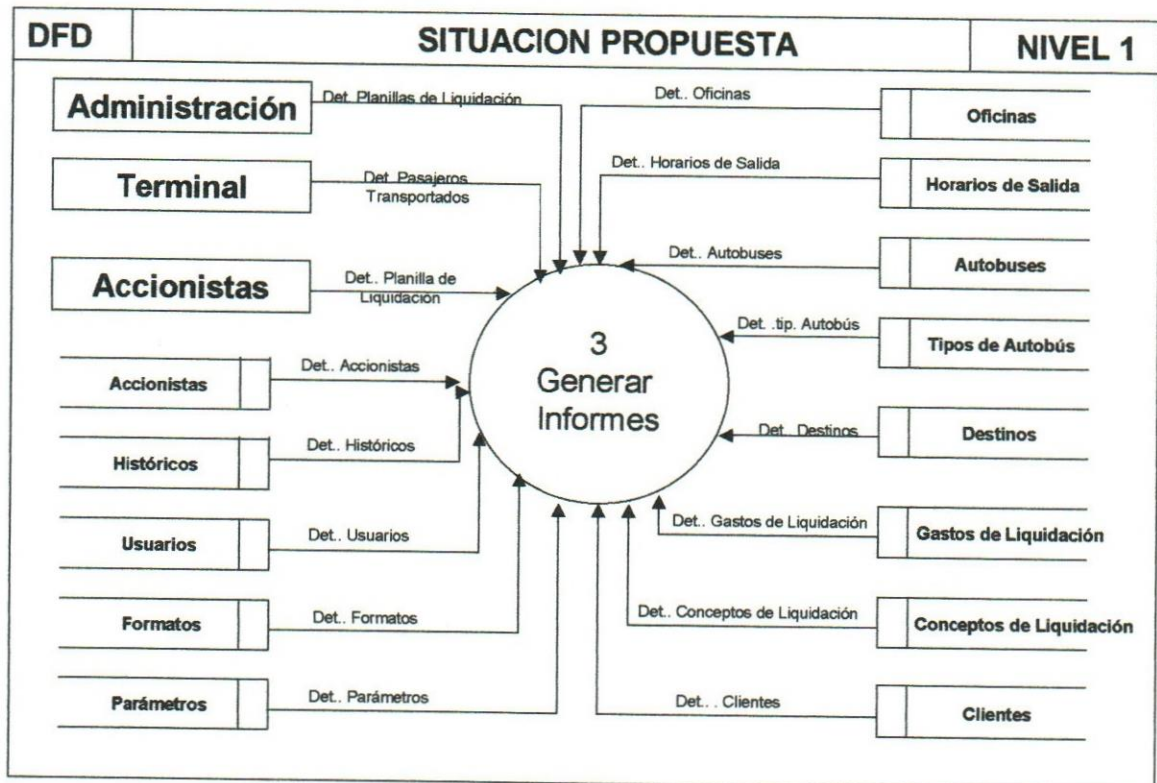 DFD
SITUACION PROPUESTA
NIVEL 1
Administración
Det. Planillas de Liquidación
Det.. Oficinas
Oficinas
Terminal
Det. Pasajeros
Transportados
Det.. Horarios de Salida
Horarios de Salida
Accionistas
Det.. Planilla de
Liquidación
Det.. Autobuses
Autobuses
3
Generar
Informes
Det. .tip. Autobús
Tipos de Autobús
Accionistas
Det.. Accionistas
Det.. Destinos
Destinos
Históricos
Det.. Históricos
Det.. Gastos de Liquidación
Gastos de Liquidación
Usuarios
Det.. Usuarios
Formatos
Det.. Formatos
Det.. Conceptos de Liquidación
Conceptos de Liquidación
Parámetros
Det.. Parámetros
Det.. . Clientes
Clientes